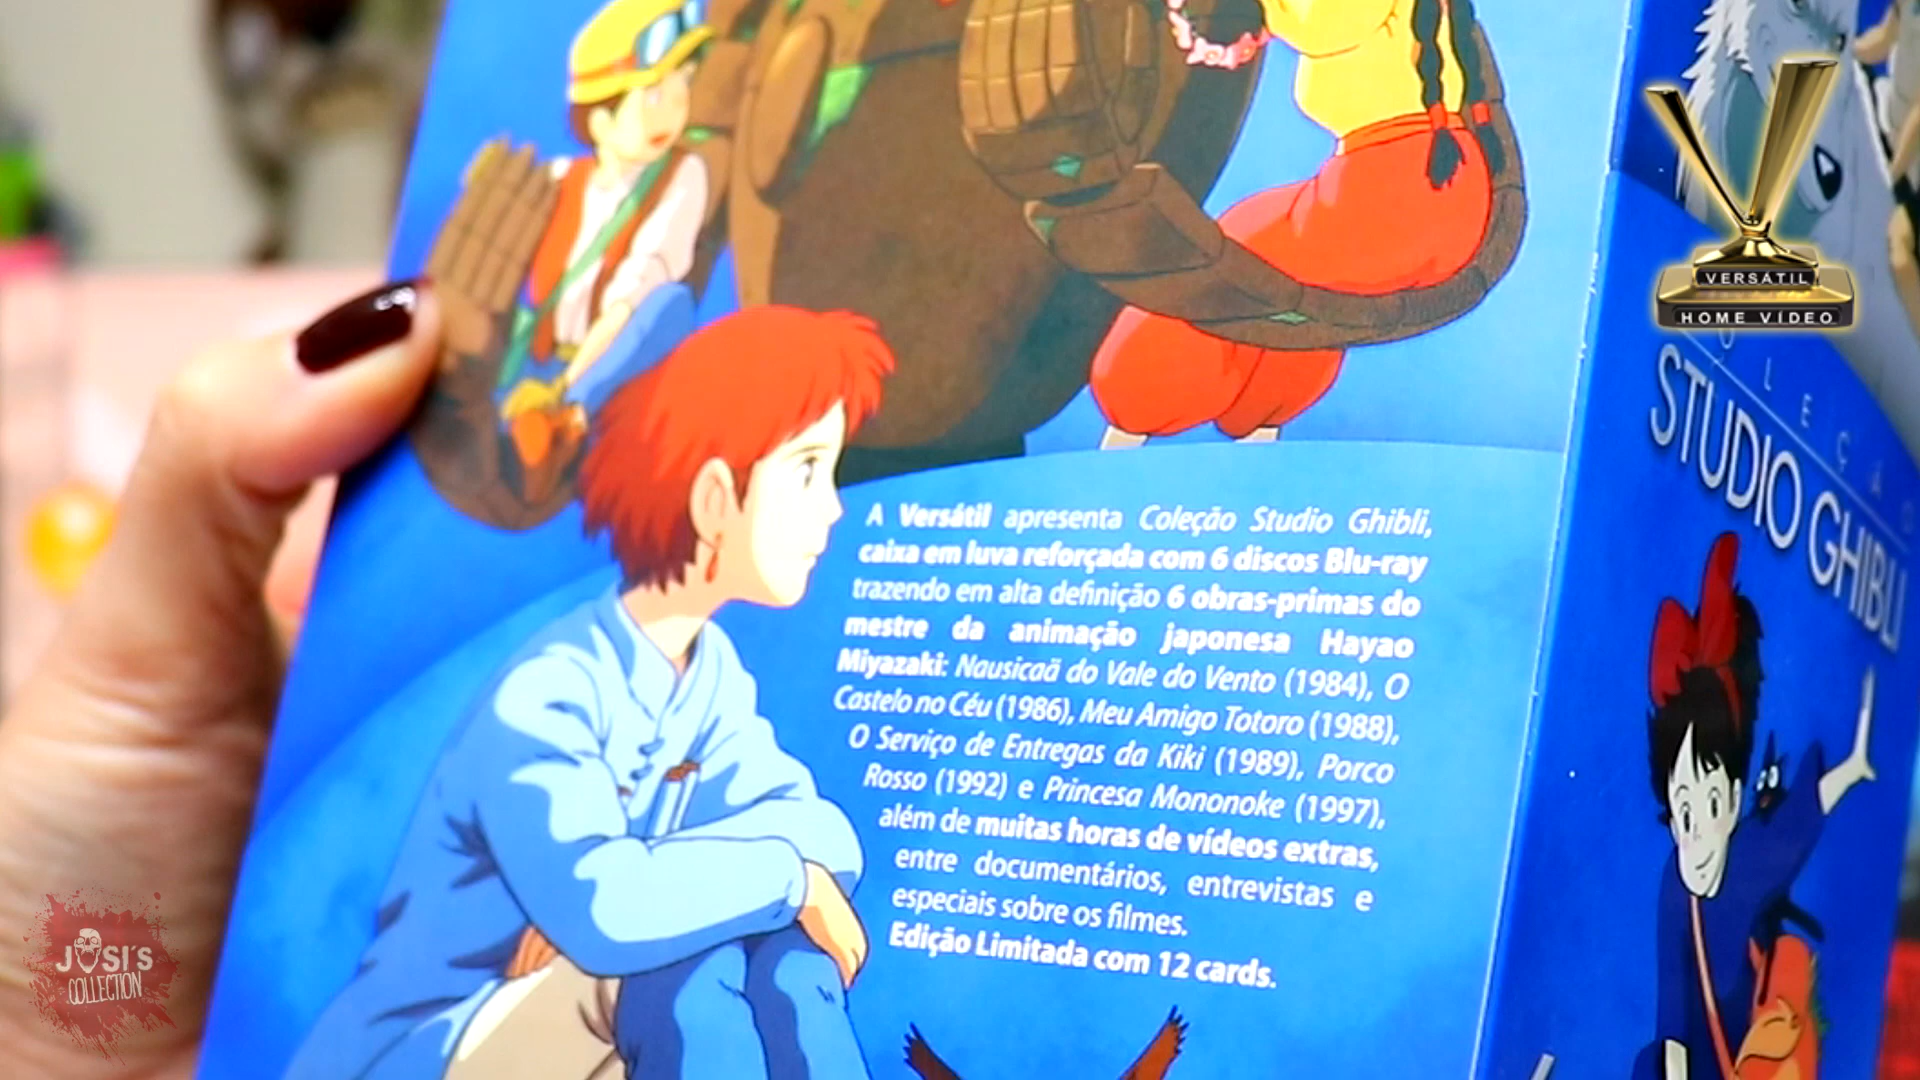 A Versátil apresenta Coleção Studio Ghibli,
caixa em luva reforçada com 6 discos Blu-ray
trazendo em alta definição 6 obras-primas do
mestre da animação japonesa Hayao
Miyazaki: Nausicaä do Vale do Vento (1984), O
Castelo no Céu (1986), Meu Amigo Totoro (1988),
O Serviço de Entregas da Kiki (1989), Porco
Rosso (1992) e Princesa Mononoke (1997),
além de muitas horas de vídeos extras,
entre documentários, entrevistas e
especiais sobre os filmes.
Edição Limitada com 12 cards.
VERSÁTIL
HOME VÍDEO
OLEÇÃO
STUDIO GHIBLI
JOSI'S
COLLECTION